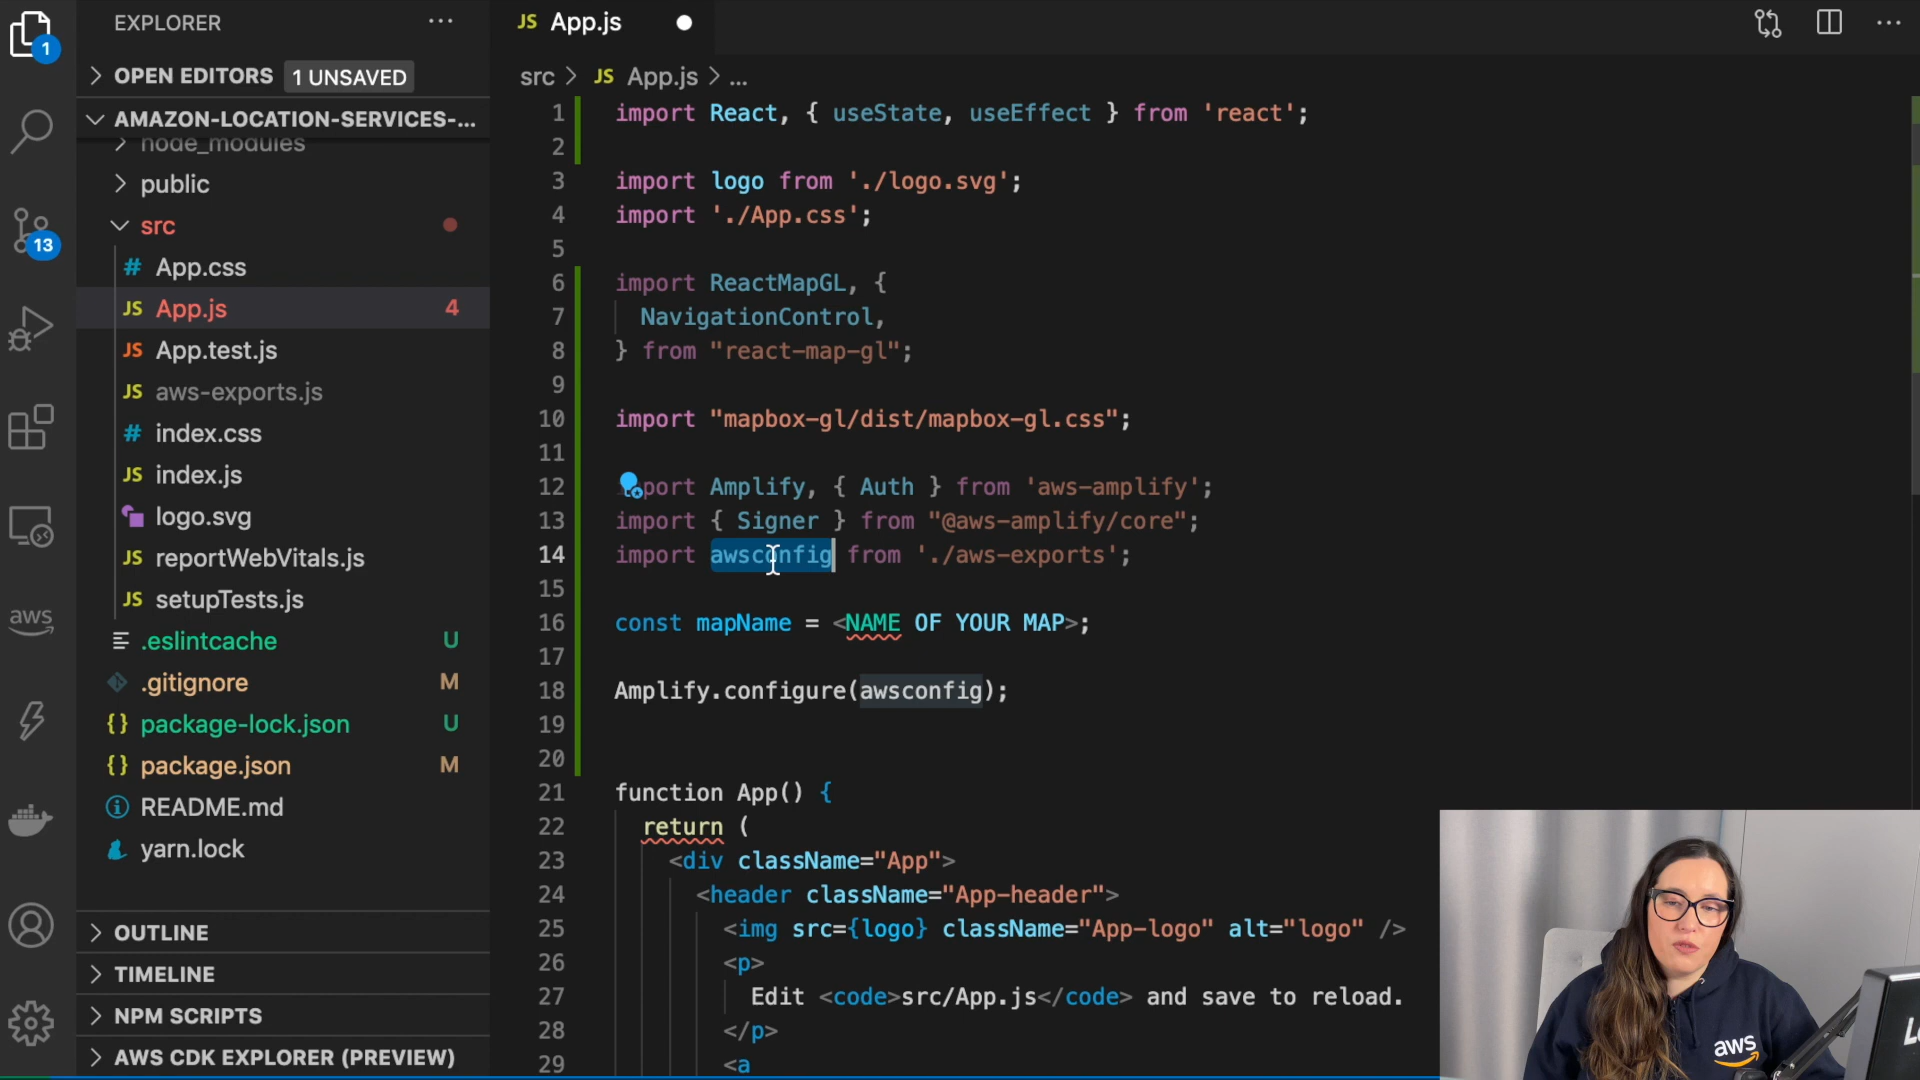 1
13
aws
EXPLORER
OPEN EDITORS 1 UNSAVED
AMAZON-LOCATION-SERVICES-...
node_modules
public
src
# App.css
JS App.js 4
JS App.test.js
JS aws-exports.js
# index.css
JS index.js
logo.svg
JS reportWebVitals.js
JS setupTests.js
.eslintcache U
.gitignore M
{} package-lock.json U
{} package.json M
README.md
yarn.lock
OUTLINE
TIMELINE
NPM SCRIPTS
AWS CDK EXPLORER (PREVIEW)
JS App.js
src > JS App.js > ...
1 import React, { useState, useEffect } from 'react';
2
3 import logo from './logo.svg';
4 import './App.css';
5
6 import ReactMapGL, {
7 NavigationControl,
8 } from "react-map-gl";
9
10 import "mapbox-gl/dist/mapbox-gl.css";
11
12 import Amplify, { Auth } from 'aws-amplify';
13 import { Signer } from "@aws-amplify/core";
14 import awsconfig from './aws-exports';
15
16 const mapName = <NAME OF YOUR MAP>;
17
18 Amplify.configure(awsconfig);
19
20
21 function App() {
22 return (
23 <div className="App">
24 <header className="App-header">
25 <img src={logo} className="App-logo" alt="logo" />
26 <p>
27 Edit <code>src/App.js</code> and save to reload.
28 </p>
29 <a
aws